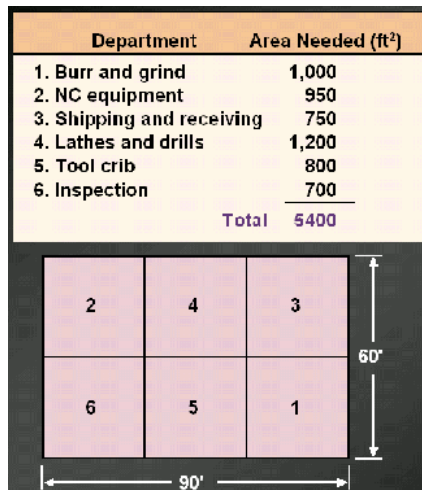 Department Area Needed (ft²)
1. Burr and grind 1,000
2. NC equipment 950
3. Shipping and receiving 750
4. Lathes and drills 1,200
5. Tool crib 800
6. Inspection 700
Total 5400
2 4 3
60'
6 5 1
90'